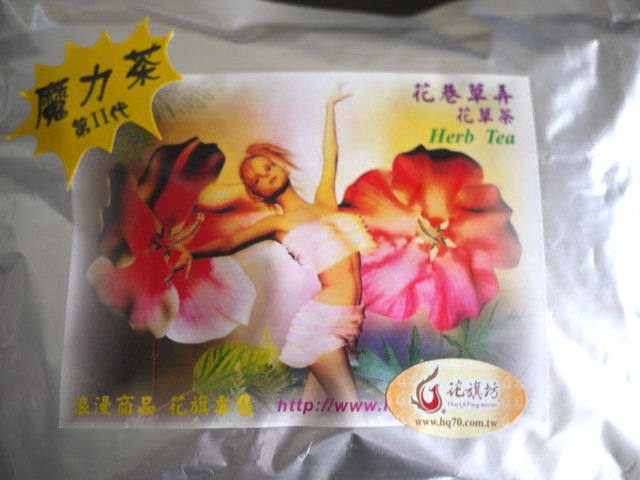 魔力茶
第II代
花巷草弄
花草茶
Herb Tea
浪漫商品 花旗專售
http://www.
花旗坊
www.hq70.com.tw